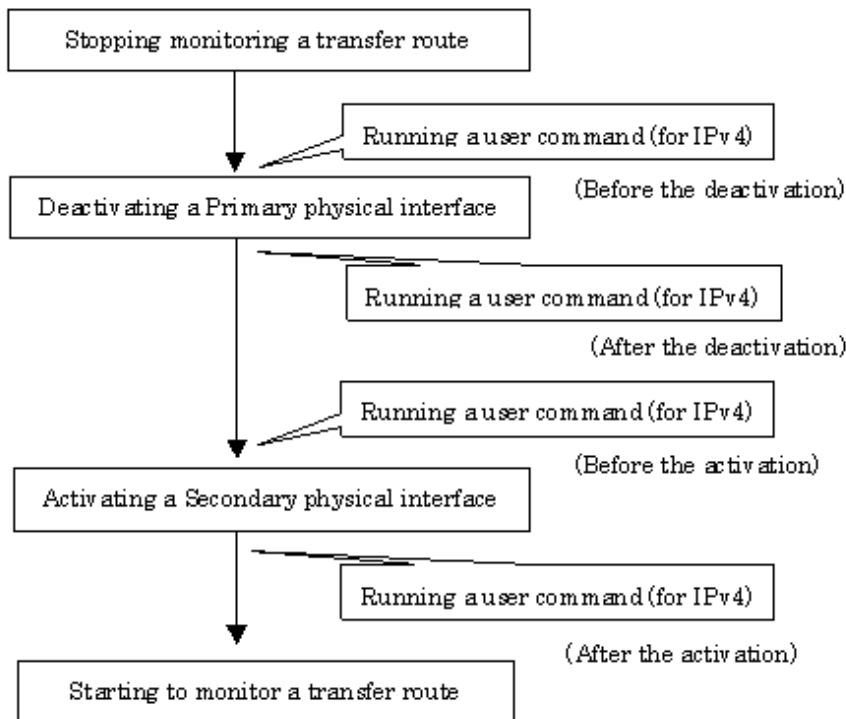 Stopping monitoring a transfer route
Running a user command (for IPv4)
(Before the deactivation)
Deactivating a Primary physical interface
Running a user command (for IPv4)
(After the deactivation)
Running a user command (for IPv4)
(Before the activation)
Activating a Secondary physical interface
Running a user command (for IPv4)
(After the activation)
Starting to monitor a transfer route